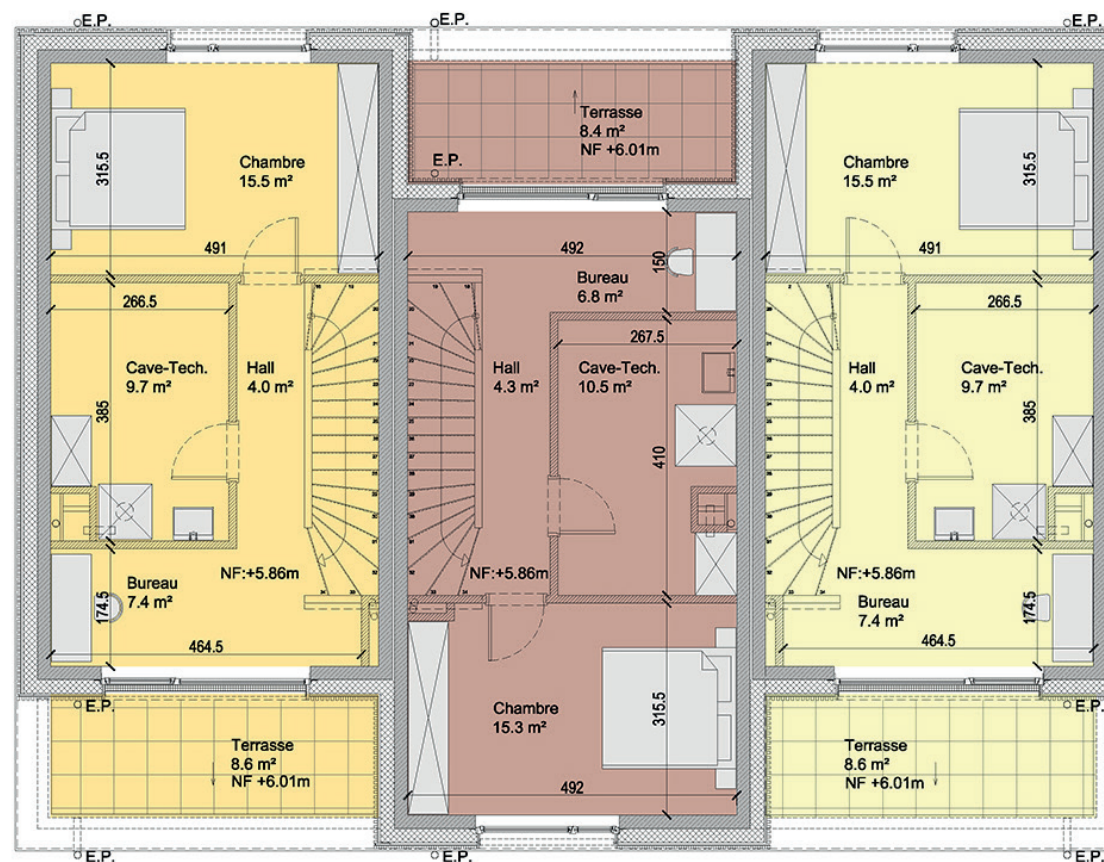 E.P.
E.P.
E.P.
Terrasse
8.4 m²
NF +6.01m
E.P.
Chambre
15.5 m²
315.5
491
Chambre
15.5 m²
315.5
491
492
150
Bureau
6.8 m²
266.5
Cave-Tech.
9.7 m²
385
Hall
4.0 m²
Hall
4.3 m²
267.5
Cave-Tech.
10.5 m²
410
Hall
4.0 m²
266.5
Cave-Tech.
9.7 m²
385
NF:+5.86m
Bureau
7.4 m²
174.5
464.5
NF:+5.86m
NF:+5.86m
Bureau
7.4 m²
174.5
464.5
Chambre
15.3 m²
315.5
492
E.P.
Terrasse
8.6 m²
NF +6.01m
E.P.
Terrasse
8.6 m²
NF +6.01m
E.P.
E.P.
E.P.